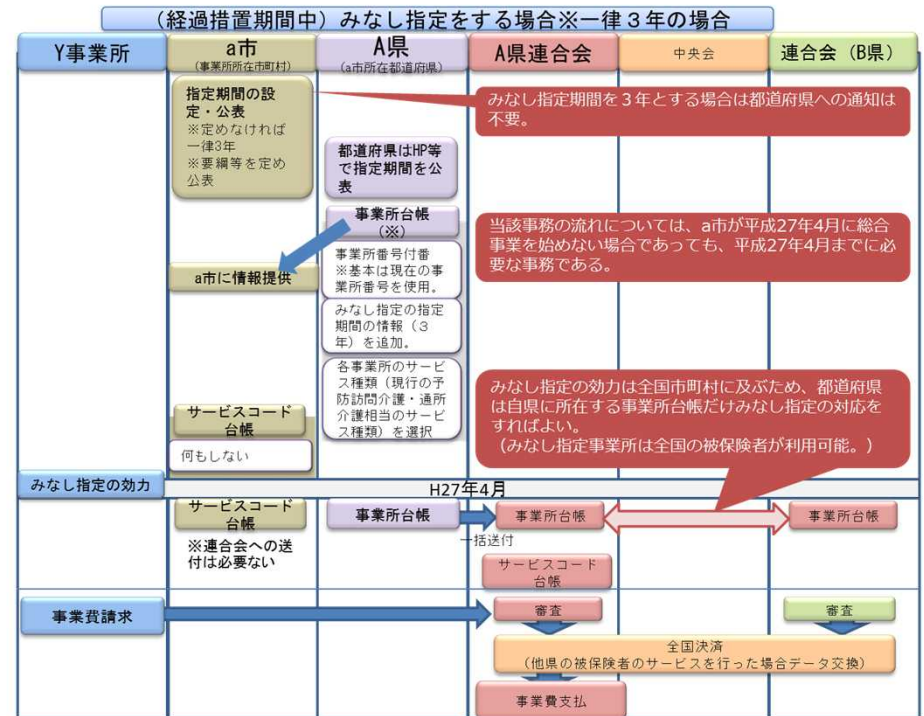 （経過措置期間中）みなし指定をする場合※一律３年の場合
Y事業所
a市
（事業所所在市町村）
A県
（a市所在都道府県）
A県連合会
中央会
連合会（B県）
指定期間の設
定・公表
※定めなければ
一律3年
※要綱等を定め
公表
みなし指定期間を３年とする場合は都道府県への通知は
不要。
都道府県はHP等
で指定期間を公
表
事業所台帳
（※）
当該事務の流れについては、a市が平成27年4月に総合
事業を始めない場合であっても、平成27年4月までに必
要な事務である。
a市に情報提供
事業所番号付番
※基本は現在の事
業所番号を使用。
みなし指定の指定
期間の情報（３
年）を追加。
各事業所のサービ
ス種類（現行の予
防訪問介護・通所
介護相当のサービ
ス種類）を選択
みなし指定の効力は全国市町村に及ぶため、都道府県
は自県に所在する事業所台帳だけみなし指定の対応を
すればよい。
（みなし指定事業所は全国の被保険者が利用可能。）
サービスコード
台帳
何もしない
みなし指定の効力
H27年4月
サービスコード
台帳
※連合会への送
付は必要ない
事業所台帳
一括送付
事業所台帳
事業所台帳
サービスコード
台帳
事業費請求
審査
審査
全国決済
（他県の被保険者のサービスを行った場合データ交換）
事業費支払